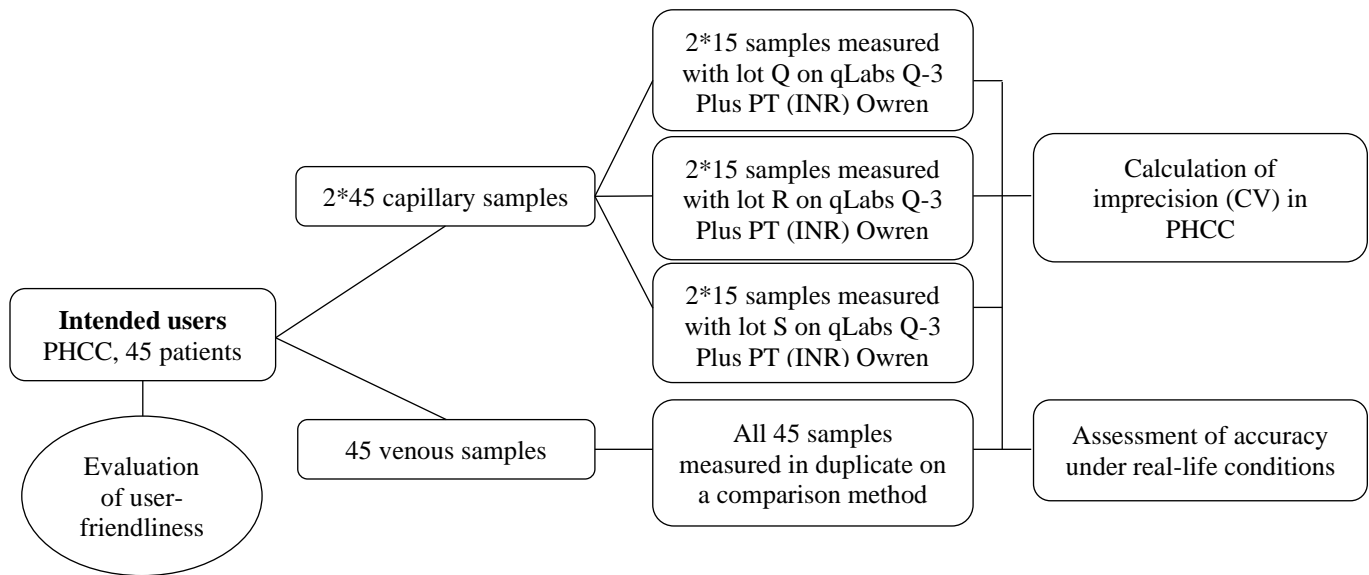 2*15 samples measured
with lot Q on qLabs Q-3
Plus PT (INR) Owren
2*45 capillary samples
2*15 samples measured
with lot R on qLabs Q-3
Plus PT (INR) Owren
Calculation of
imprecision (CV) in
PHCC
Intended users
PHCC, 45 patients
2*15 samples measured
with lot S on qLabs Q-3
Plus PT (INR) Owren
45 venous samples
All 45 samples
measured in duplicate on
a comparison method
Assessment of accuracy
under real-life conditions
Evaluation
of user-
friendliness